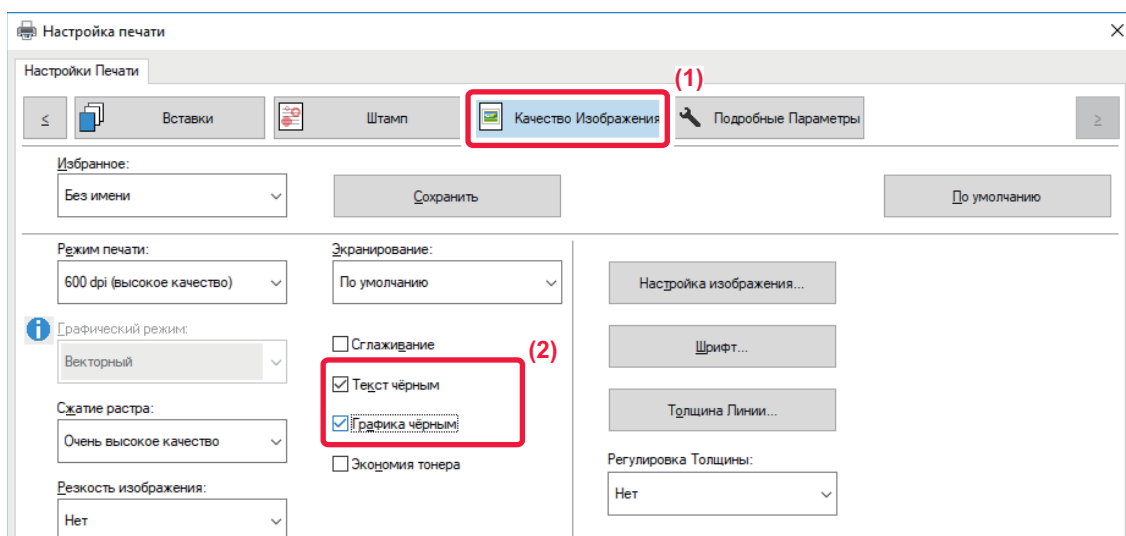 Настройка печати
Настройки Печати
(1)
≤ Вставки Штамп Качество Изображения Подробные Параметры ≥
Избранное:
Без имени Сохранить По умолчанию
Режим печати: Экранирование:
600 dpi (высокое качество) По умолчанию Настройка изображения...
Графический режим:
Сглаживание (2)
Векторный Шрифт...
Текст чёрным
Сжатие растра: Толщина Линии...
Графика чёрным
Очень высокое качество
Экономия тонера Регулировка Толщины:
Резкость изображения:
Нет Нет